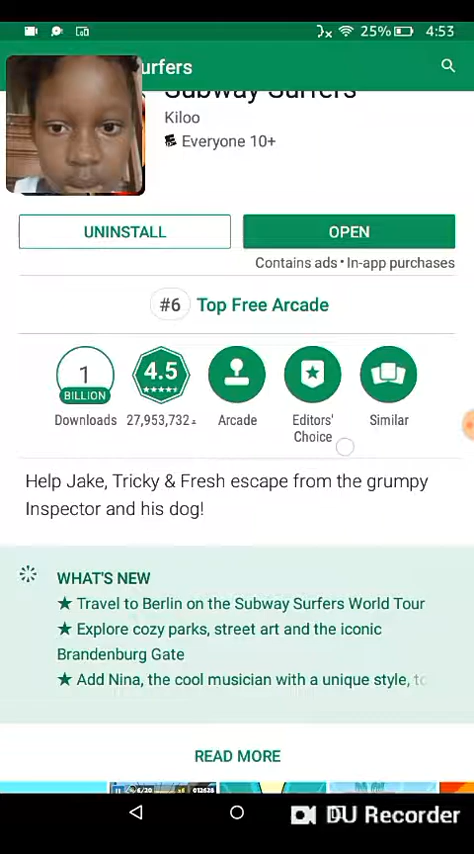 25% 4:53
urfers
Subway Surfers
Kiloo
Everyone 10+
UNINSTALL
OPEN
Contains ads • In-app purchases
#6 Top Free Arcade
1
BILLION
Downloads
4.5
27,953,732
Arcade
Editors'
Choice
Similar
Help Jake, Tricky & Fresh escape from the grumpy
Inspector and his dog!
WHAT'S NEW
★ Travel to Berlin on the Subway Surfers World Tour
★ Explore cozy parks, street art and the iconic
Brandenburg Gate
★ Add Nina, the cool musician with a unique style, to
READ MORE
DU Recorder